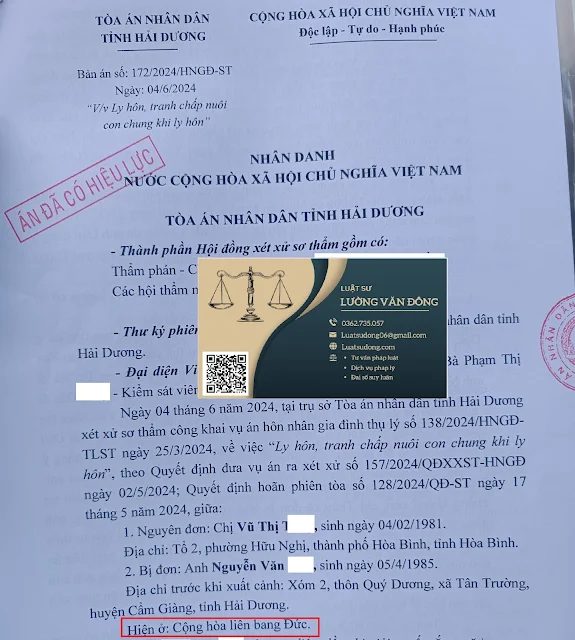 TÒA ÁN NHÂN DÂN
TỈNH HẢI DƯƠNG
CỘNG HÒA XÃ HỘI CHỦ NGHĨA VIỆT NAM
Độc lập - Tự do - Hạnh phúc
Bản án số: 172/2024/HNGĐ-ST
Ngày: 04/6/2024
“V/v Ly hôn, tranh chấp nuôi
con chung khi ly hôn”
ÁN ĐÃ CÓ HIỆU LỰC
NHÂN DANH
NƯỚC CỘNG HÒA XÃ HỘI CHỦ NGHĨA VIỆT NAM
TÒA ÁN NHÂN DÂN TỈNH HẢI DƯƠNG
- Thành phần Hội đồng xét xử sơ thẩm gồm có:
Thẩm phán - C
Các hội thẩm n
LUẬT SƯ
LƯỜNG VĂN ĐÔNG
0362.735.057
Luatsudong06@gmail.com
Luatsudong.com
• Tư vấn pháp luật
• Dịch vụ pháp lý
• Đại số suy luân
- Thư ký phiên nhân dân tỉnh
Hải Dương.
- Đại diện Vi Bà Phạm Thị
- Kiểm sát viên
ÁN NHÂN DÂN
Ngày 04 tháng 6 năm 2024, tại trụ sở Tòa án nhân dân tỉnh Hải Dương
xét xử sơ thẩm công khai vụ án hôn nhân gia đình thụ lý số 138/2024/HNGĐ-
TLST ngày 25/3/2024, về việc “Ly hôn, tranh chấp nuôi con chung khi ly
hôn”, theo Quyết định đưa vụ án ra xét xử số 157/2024/QĐXXST-HNGĐ
ngày 02/5/2024; Quyết định hoãn phiên tòa số 128/2024/QĐ-ST ngày 17
tháng 5 năm 2024, giữa:
1. Nguyên đơn: Chị Vũ Thị T , sinh ngày 04/02/1981.
Địa chỉ: Tổ 2, phường Hữu Nghị, thành phố Hòa Bình, tỉnh Hòa Bình.
2. Bị đơn: Anh Nguyễn Văn , sinh ngày 05/4/1985.
Địa chỉ trước khi xuất cảnh: Xóm 2, thôn Quý Dương, xã Tân Trường,
huyện Cẩm Giàng, tỉnh Hải Dương.
Hiện ở: Cộng hòa liên bang Đức.